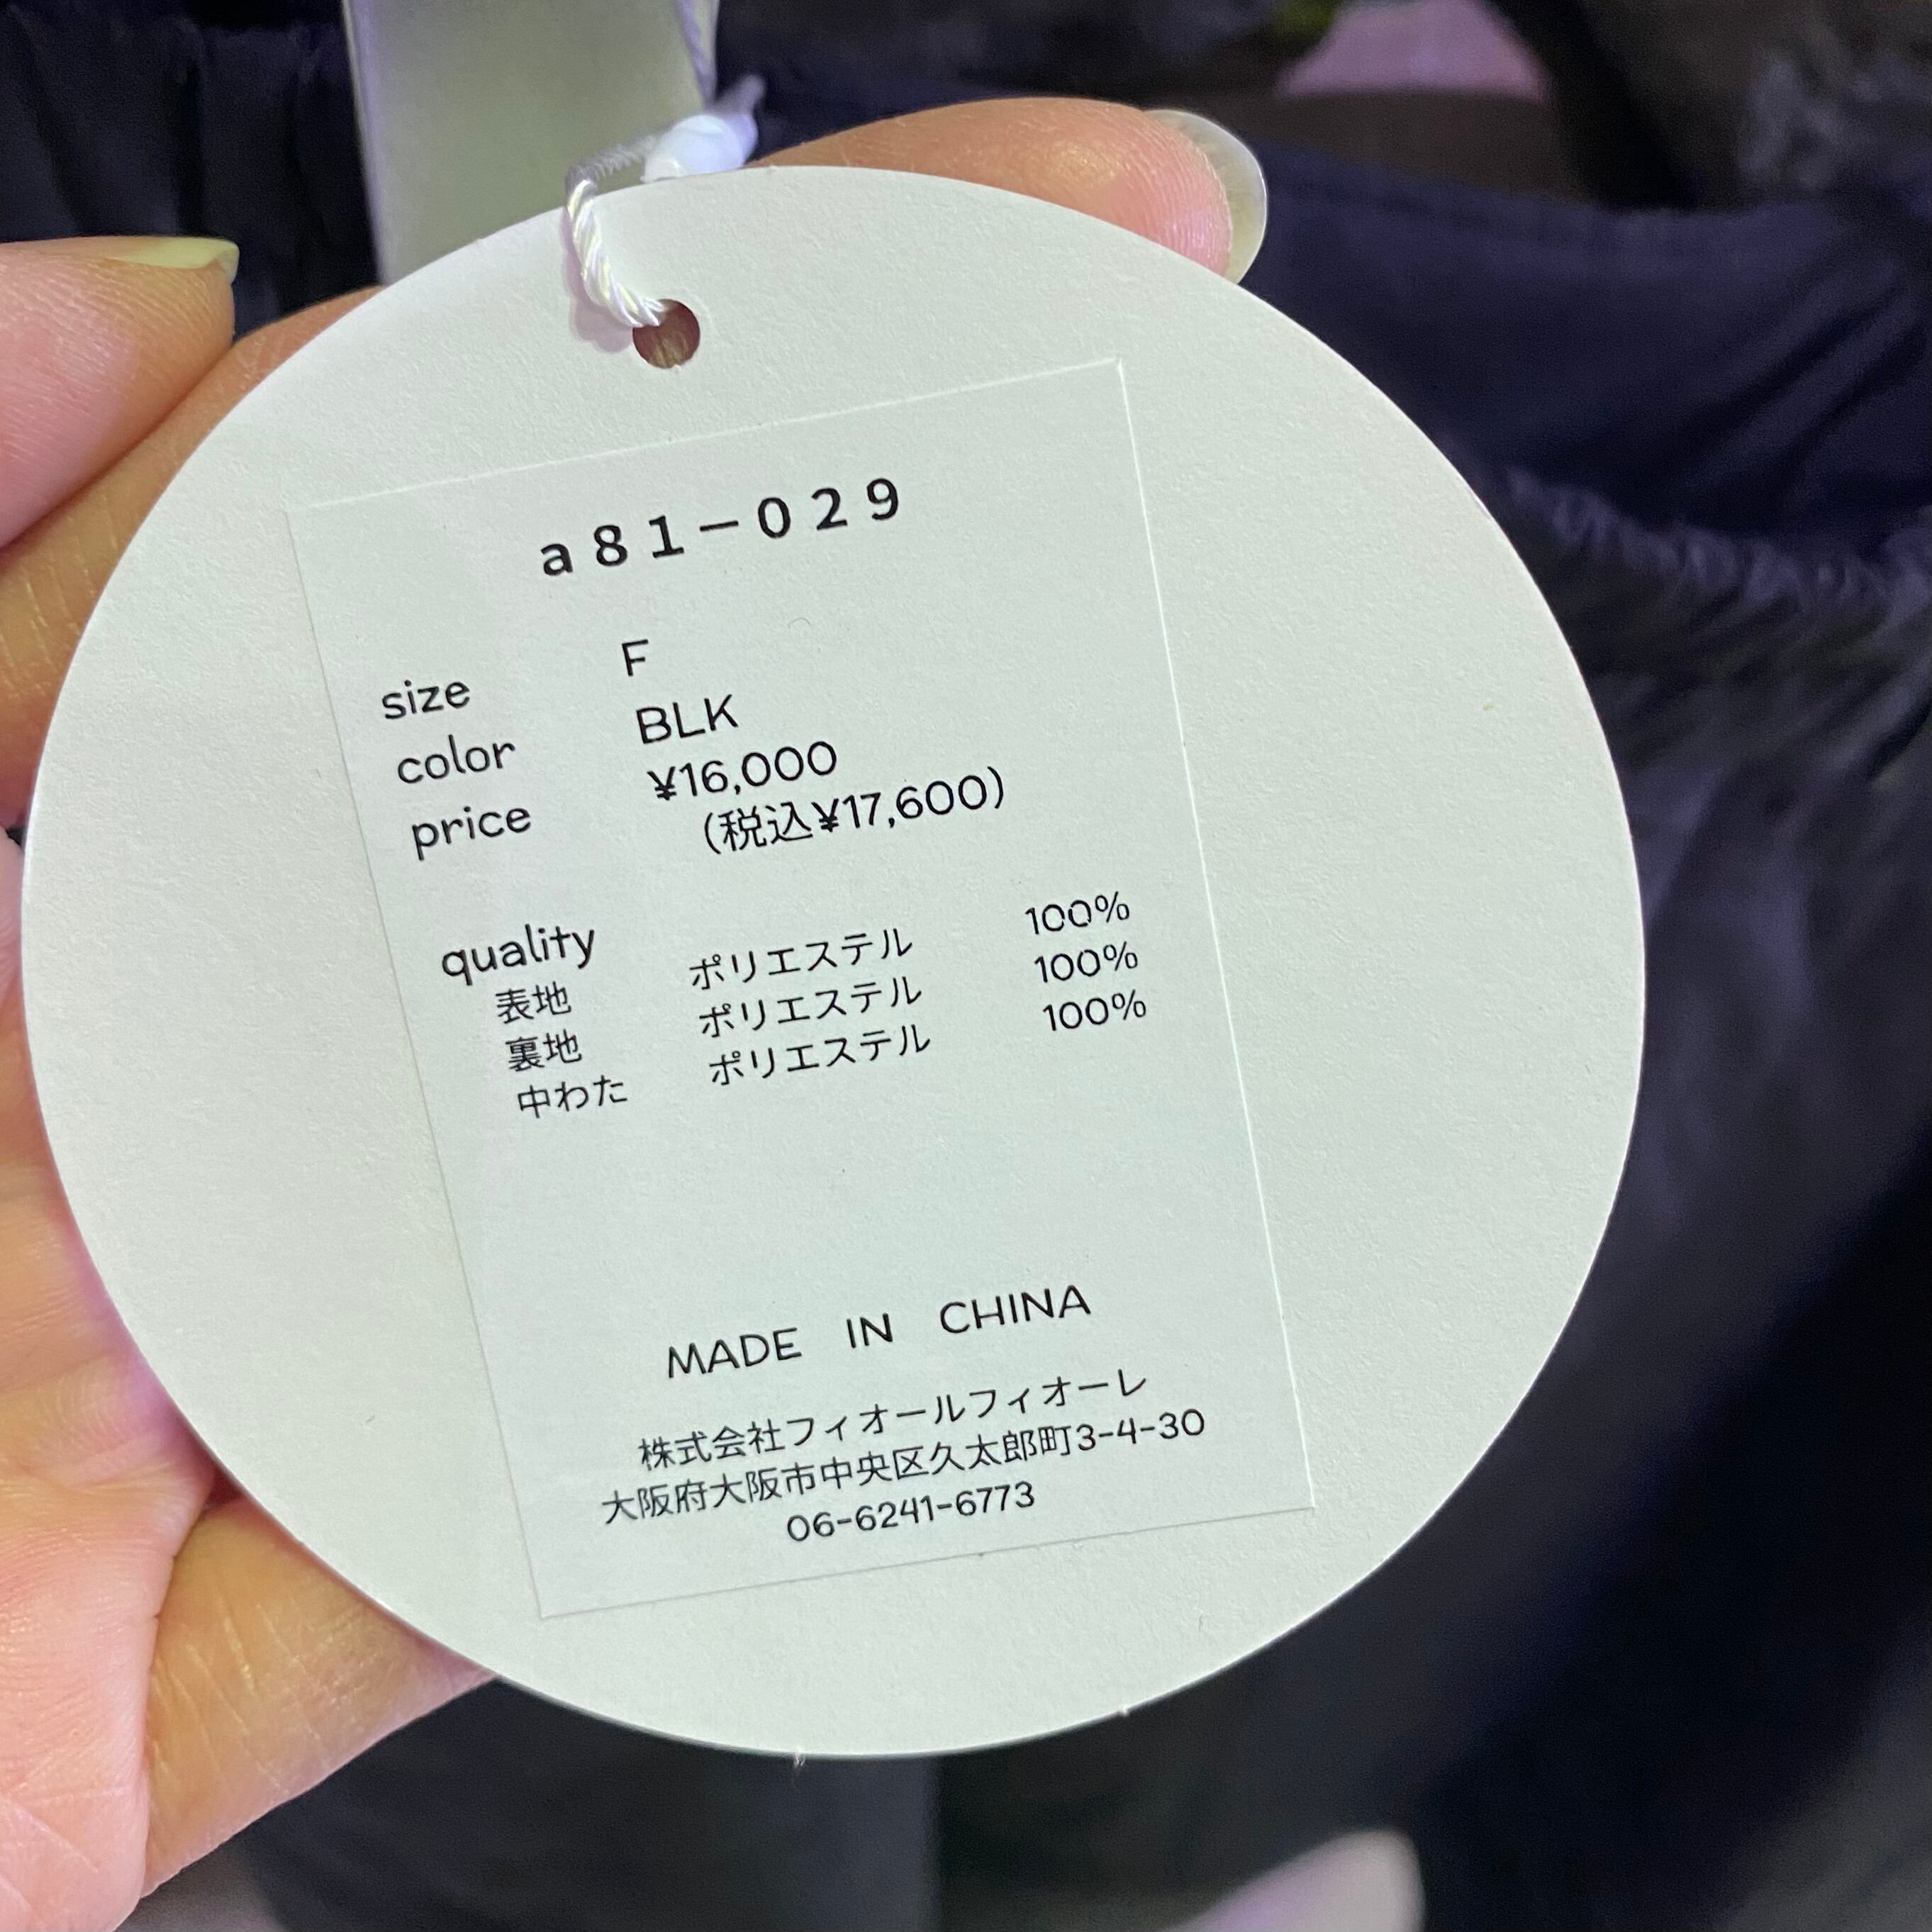 a81-029
size F
color BLK
price ¥16,000
(税込¥17,600)
quality
表地 ポリエステル 100%
裏地 ポリエステル 100%
中わた ポリエステル 100%
MADE IN CHINA
株式会社フィオールフィオーレ
大阪府大阪市中央区久太郎町3-4-30
06-6241-6773